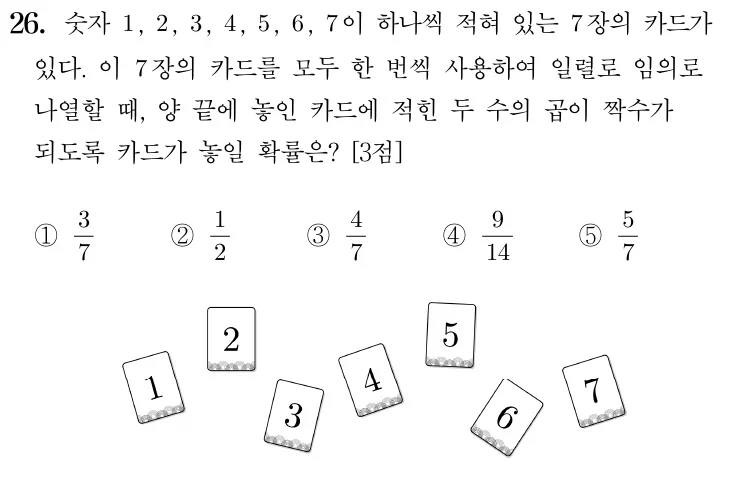 26. 숫자 1, 2, 3, 4, 5, 6, 7이 하나씩 적혀 있는 7장의 카드가
있다. 이 7장의 카드를 모두 한 번씩 사용하여 일렬로 임의로
나열할 때, 양 끝에 놓인 카드에 적힌 두 수의 곱이 짝수가
되도록 카드가 놓일 확률은? [3점]
① 3/7 ② 1/2 ③ 4/7 ④ 9/14 ⑤ 5/7
1 2 3 4 5 6 7